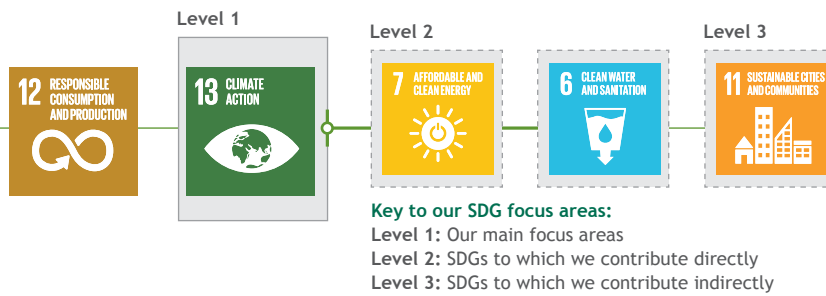 Level 1
Level 2
Level 3
12 RESPONSIBLE
CONSUMPTION
AND PRODUCTION
13 CLIMATE
ACTION
7 AFFORDABLE AND
CLEAN ENERGY
6 CLEAN WATER
AND SANITATION
11 SUSTAINABLE CITIES
AND COMMUNITIES
Key to our SDG focus areas:
Level 1: Our main focus areas
Level 2: SDGs to which we contribute directly
Level 3: SDGs to which we contribute indirectly